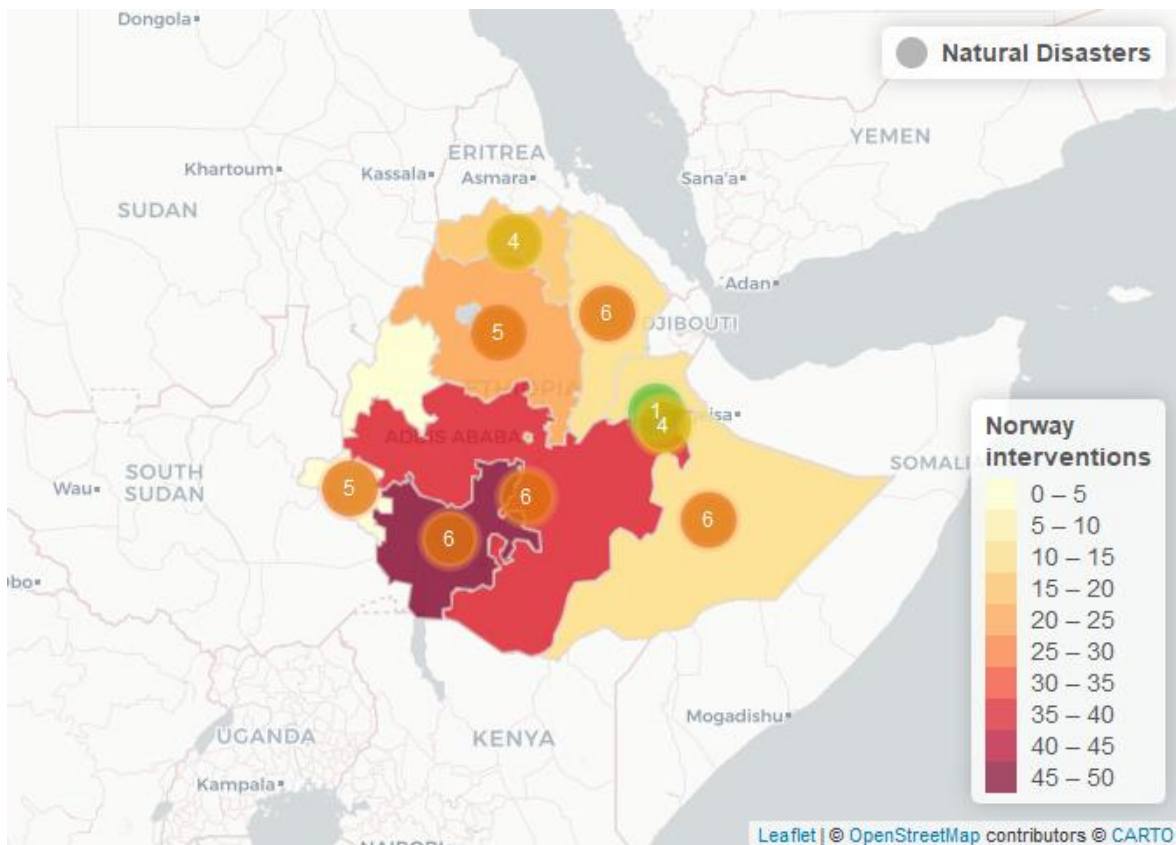 Dongola
Natural Disasters
YEMEN
ERITREA
Khartoum
Kassala
Asmara
Sana'a
SUDAN
4
'Adan
6
DJIBOUTI
5
ETHIOPIA
1
4
ADDIS ABABA
SOUTH
SUDAN
Wau
5
6
6
6
SOMALIA
Norway
interventions
0 – 5
5 – 10
10 – 15
15 – 20
20 – 25
25 – 30
30 – 35
35 – 40
40 – 45
45 – 50
Mogadishu
UGANDA
KENYA
Kampala
NAIROBI
Leaflet | © OpenStreetMap contributors © CARTO